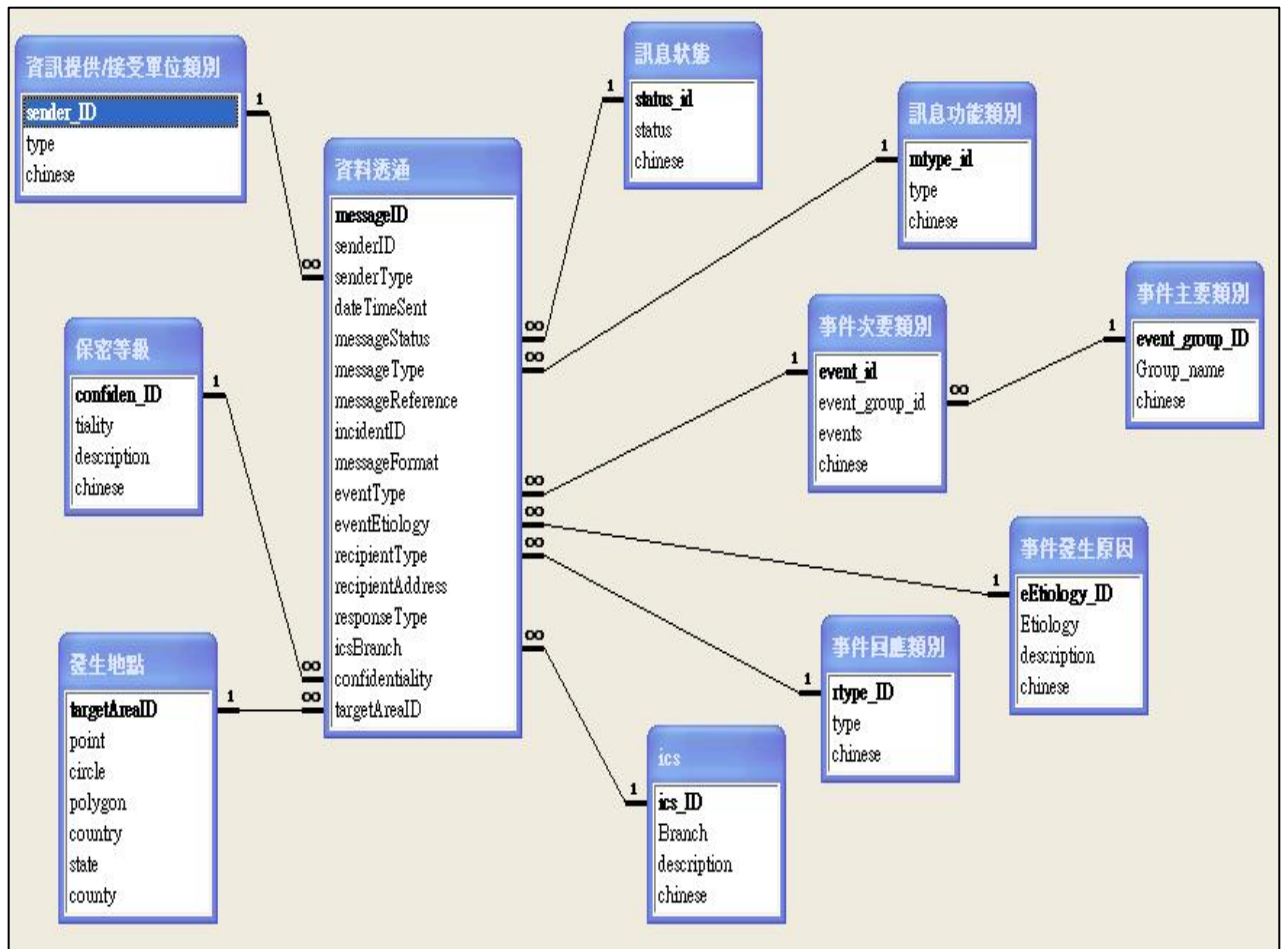 資訊提供/接受單位類別
sender_ID
type
chinese
1
∞
保密等級
confiden_ID
tiality
description
chinese
1
∞
發生地點
targetAreaID
point
circle
polygon
country
state
county
1
∞
資料透通
messageID
senderID
senderType
dateTimeSent
messageStatus
messageType
messageReference
incidentID
messageFormat
eventType
eventEtiology
recipientType
recipientAddress
responseType
icsBranch
confidentiality
targetAreaID
∞
∞
∞
∞
∞
∞
訊息狀態
status_id
status
chinese
1
訊息功能類別
mtype_id
type
chinese
1
事件次要類別
event_id
event_group_id
events
chinese
1
∞
事件主要類別
event_group_ID
Group_name
chinese
1
事件發生原因
eEtiology_ID
Etiology
description
chinese
1
事件回應類別
rtype_ID
type
chinese
1
ics
ics_ID
Branch
description
chinese
1